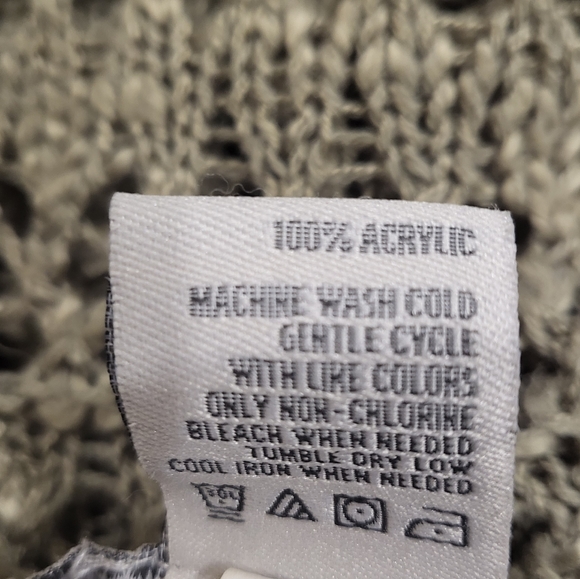 100% ACRYLIC
MACHINE WASH COLD
GENTLE CYCLE
WITH LIKE COLORS
ONLY NON-CHLORINE
BLEACH WHEN NEEDED
TUMBLE DRY LOW
COOL IRON WHEN NEEDED